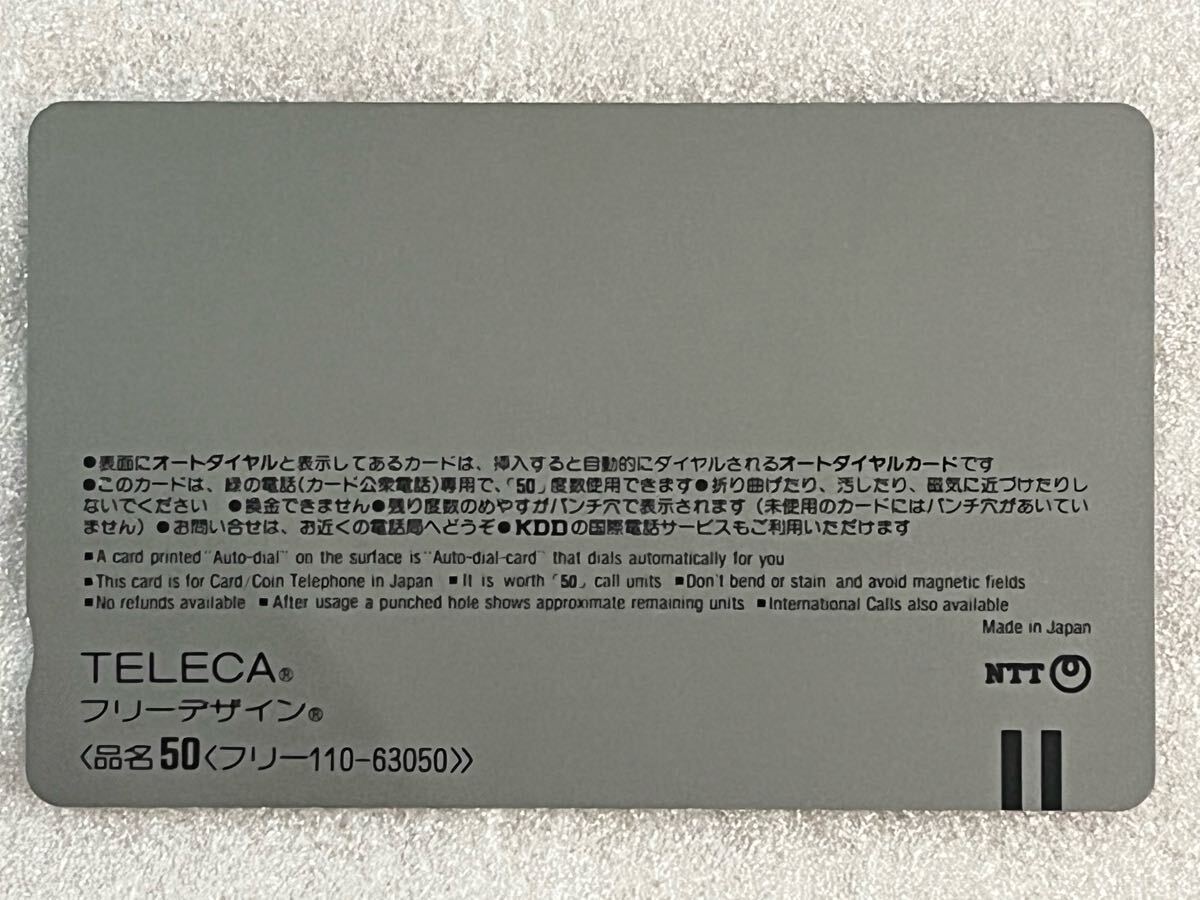 ●表面にオートダイヤルと表示してあるカードは、挿入すると自動的にダイヤルされるオートダイヤルカードです
●このカードは、緑の電話(カード公衆電話)専用で、「50」度数使用できます●折り曲げたり、汚したり、磁気に近づけたりし
ないでください ●換金できません●残り度数のめやすがパンチ穴で表示されます(未使用のカードにはパンチ穴があいてい
ません)●お問い合せは、お近くの電話局へどうぞ●KDDの国際電話サービスもご利用いただけます
■A card printed "Auto-dial" on the surface is "Auto-dial-card" that dials automatically for you
■This card is for Card/Coin Telephone in Japan ■It is worth「50」call units ■Don't bend or stain and avoid magnetic fields
■No refunds available ■After usage a punched hole shows approximate remaining units ■International Calls also available
Made in Japan
TELECA®
NTT
フリーデザイン®
〈品名50〈フリー110-63050〉〉